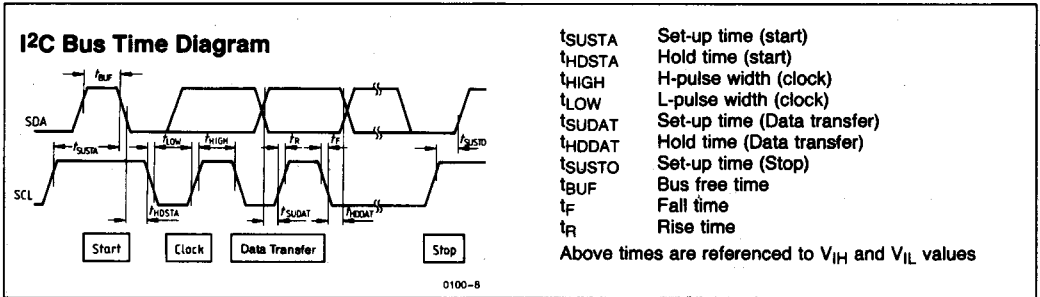 I²C Bus Time Diagram
tBUF
SDA
tLOW
tHIGH
tR
tF
tSUSTO
tSUSTA
SCL
tHDSTA
tSUDAT
tHDDAT
Start
Clock
Data Transfer
Stop
0100-8
tSUSTA Set-up time (start)
tHDSTA Hold time (start)
tHIGH H-pulse width (clock)
tLOW L-pulse width (clock)
tSUDAT Set-up time (Data transfer)
tHDDAT Hold time (Data transfer)
tSUSTO Set-up time (Stop)
tBUF Bus free time
tF Fall time
tR Rise time
Above times are referenced to VIH and VIL values